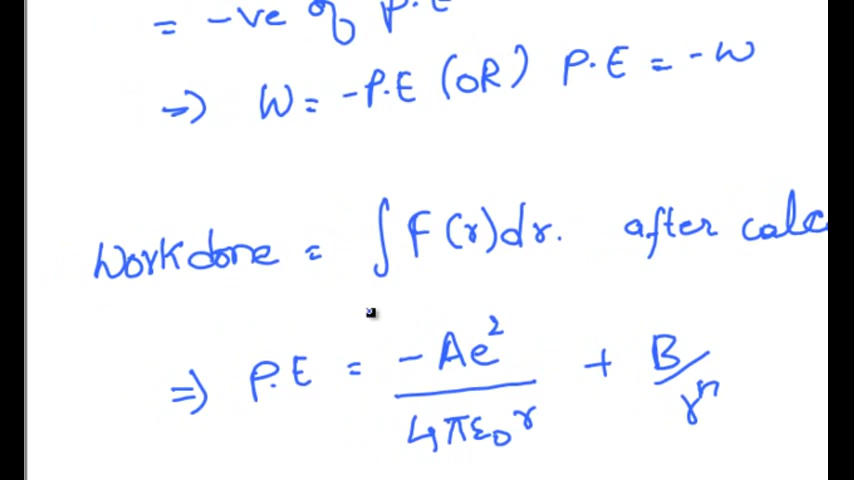 = -ve of P.E
⇒ W = -P.E (OR) P.E = -W
Workdone = ∫ F(r)dr. after calc
⇒ P.E = -Ae²/4πε₀r + B/rⁿ